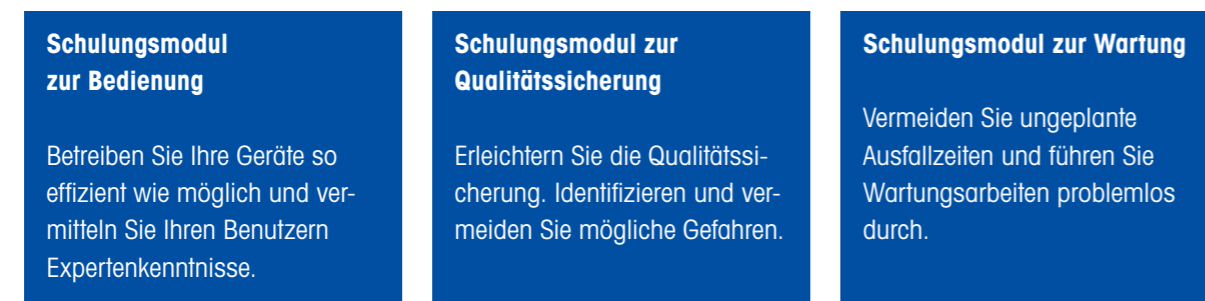 Schulungsmodul
zur Bedienung
Betreiben Sie Ihre Geräte so
effizient wie möglich und ver-
mitteln Sie Ihren Benutzern
Expertenkenntnisse.
Schulungsmodul zur
Qualitätssicherung
Erleichtern Sie die Qualitätssi-
cherung. Identifizieren und ver-
meiden Sie mögliche Gefahren.
Schulungsmodul zur Wartung
Vermeiden Sie ungeplante
Ausfallzeiten und führen Sie
Wartungsarbeiten problemlos
durch.